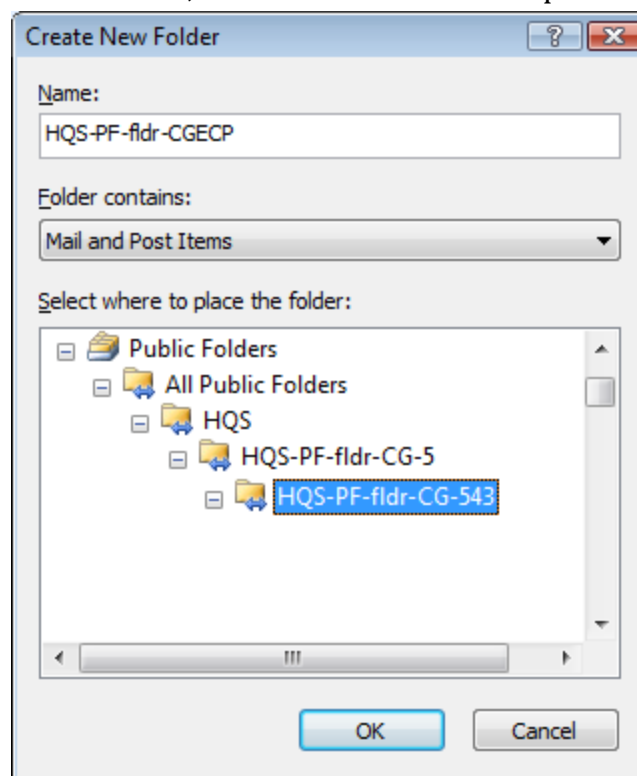 Create New Folder
Name:
HQS-PF-fldr-CGECP
Folder contains:
Mail and Post Items
Select where to place the folder:
Public Folders
All Public Folders
HQS
HQS-PF-fldr-CG-5
HQS-PF-fldr-CG-543
OK Cancel